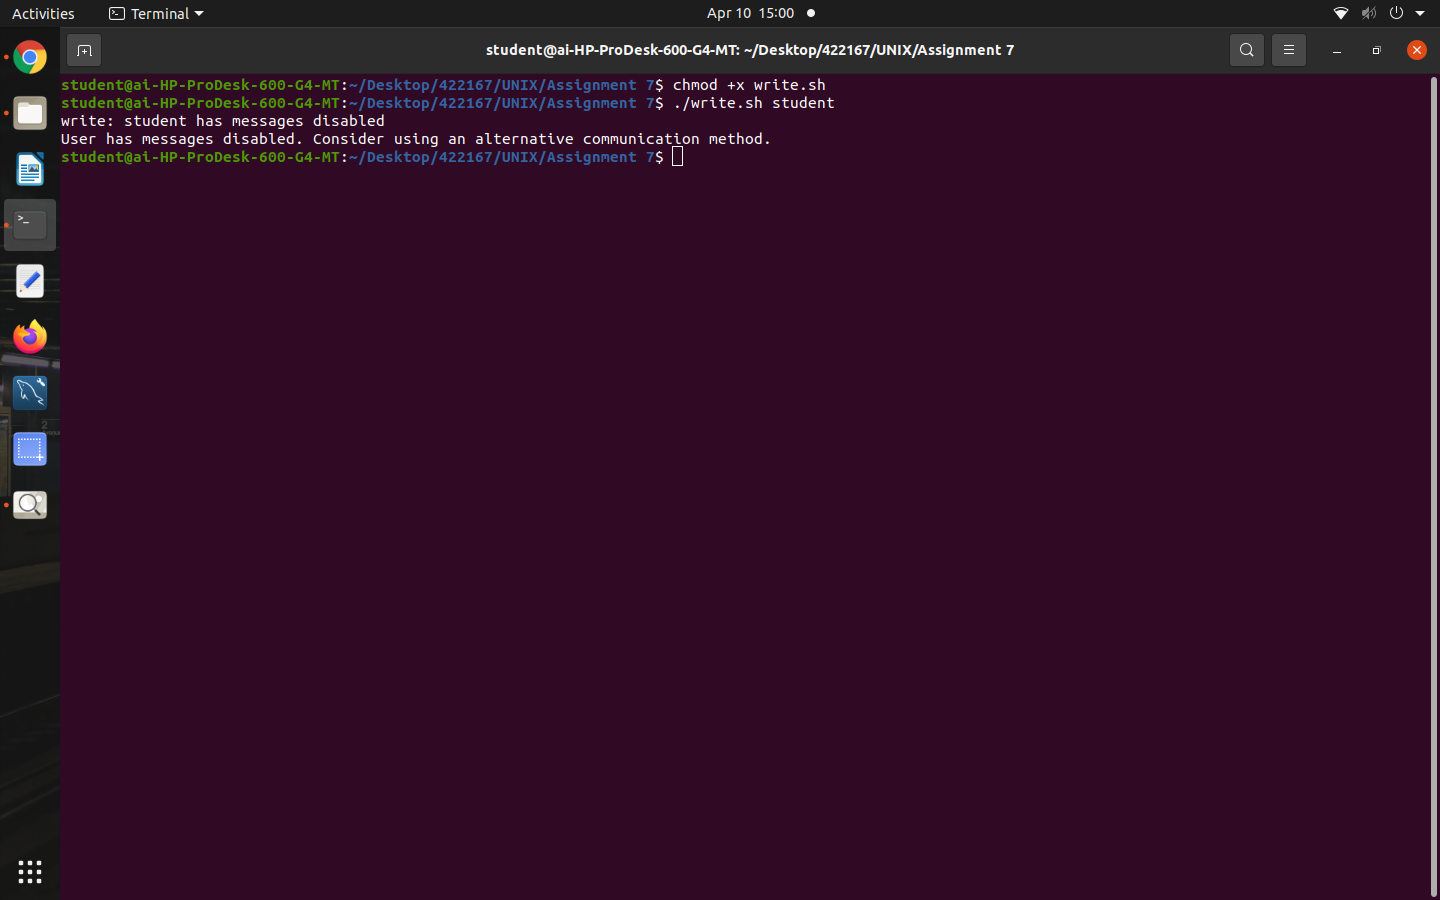 Activities
Terminal
Apr 10 15:00
student@ai-HP-ProDesk-600-G4-MT: ~/Desktop/422167/UNIX/Assignment 7
student@ai-HP-ProDesk-600-G4-MT:~/Desktop/422167/UNIX/Assignment 7$ chmod +x write.sh
student@ai-HP-ProDesk-600-G4-MT:~/Desktop/422167/UNIX/Assignment 7$ ./write.sh student
write: student has messages disabled
User has messages disabled. Consider using an alternative communication method.
student@ai-HP-ProDesk-600-G4-MT:~/Desktop/422167/UNIX/Assignment 7$
>_
2